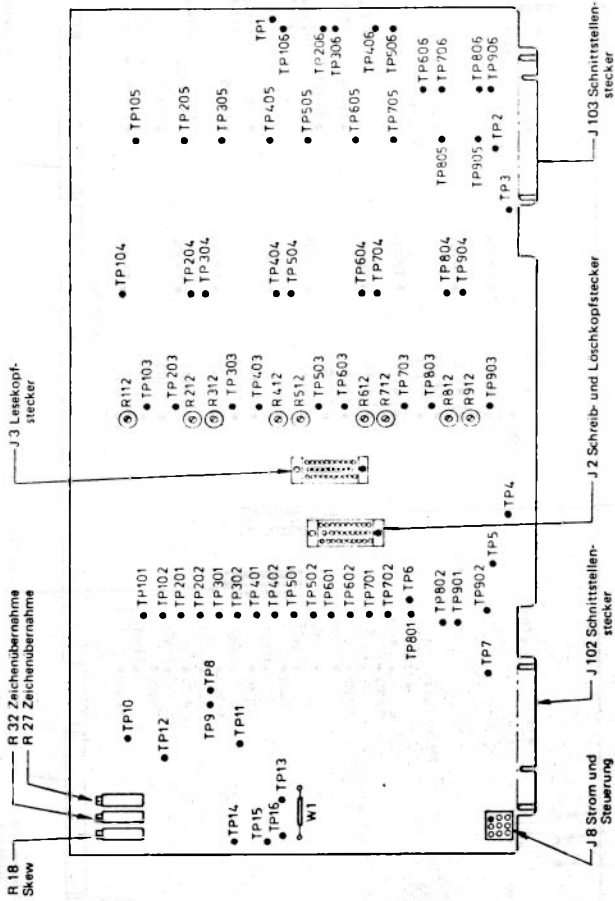 R 18
Skew
R 32 Zeichenübernahme
R 27 Zeichenübernahme
J 3 Lesekopf-
stecker
TP10
TP12
TP9
TP8
TP11
TP14
TP15
TP16
TP13
W1
TP101
TP102
TP201
TP202
TP301
TP302
TP401
TP402
TP501
TP502
TP601
TP602
TP701
TP702
TP801
TP6
TP802
TP901
TP902
TP7
TP5
TP4
R112
TP103
TP203
R212
R312
TP303
TP403
R412
R512
TP503
TP603
R612
R712
TP703
TP803
R812
R912
TP903
TP104
TP204
TP304
TP404
TP504
TP604
TP704
TP804
TP904
TP3
TP105
TP205
TP305
TP405
TP505
TP605
TP705
TP805
TP905
TP2
TP1
TP106
TP206
TP306
TP406
TP506
TP606
TP706
TP806
TP906
J 8 Strom und
Steuerung
J 102 Schnittstellen-
stecker
J 2 Schreib- und Loschkopfstecker
J 103 Schnittstellen-
stecker